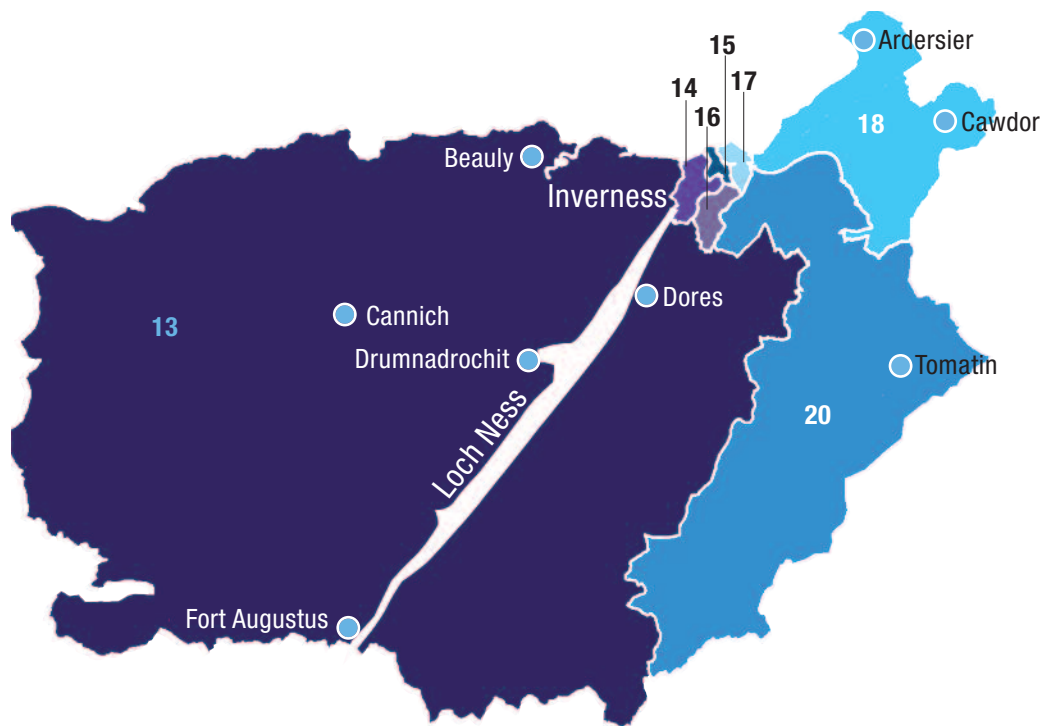 Ardersier
15
14
17
16
18
Cawdor
Beauly
Inverness
Dores
13
Cannich
Drumnadrochit
Tomatin
Loch Ness
20
Fort Augustus